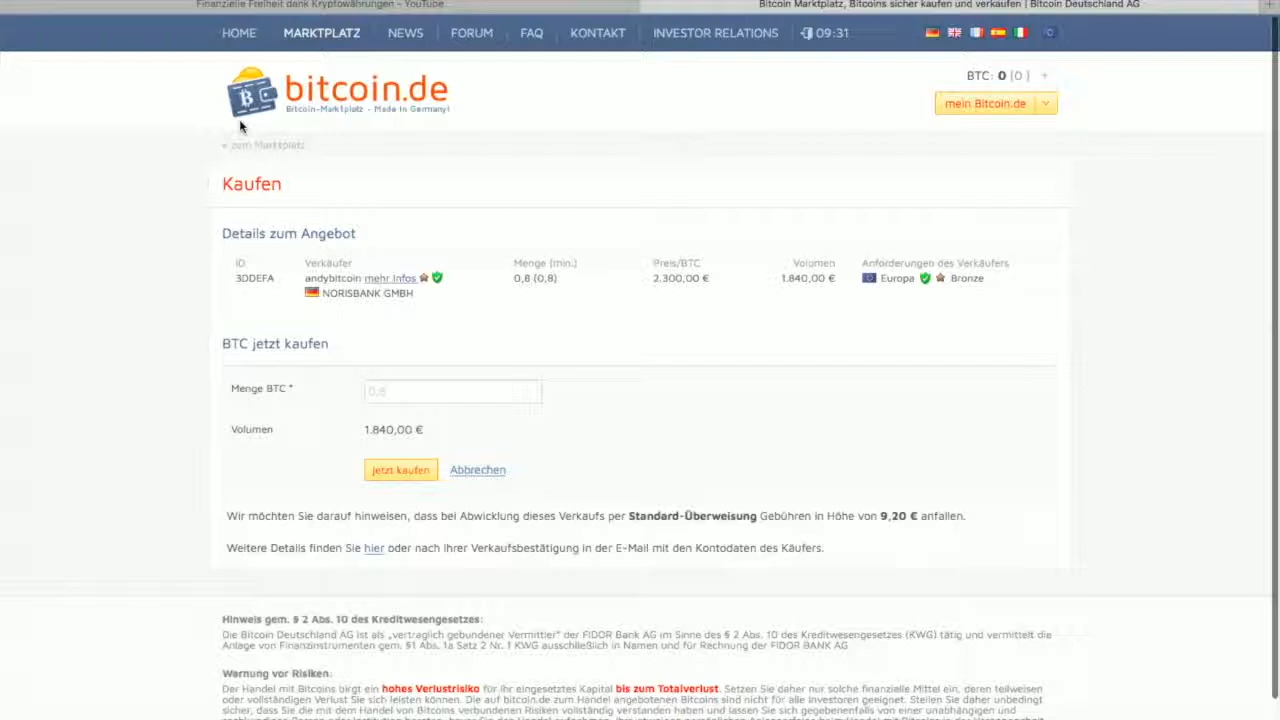 Finanzielle Freiheit dank Kryptowährungen - YouTube
Bitcoin Marktplatz, Bitcoins sicher kaufen und verkaufen | Bitcoin Deutschland AG
HOME MARKTPLATZ NEWS FORUM FAQ KONTAKT INVESTOR RELATIONS 09:31
bitcoin.de
Bitcoin-Marktplatz - Made in Germany!
BTC: 0 (0 ) +
mein Bitcoin.de
« zum Marktplatz
Kaufen
Details zum Angebot
ID Verkäufer Menge (min.) Preis/BTC Volumen Anforderungen des Verkäufers
3DDEFA andybitcoin mehr Infos 0,8 (0,8) 2.300,00 € 1.840,00 € Europa Bronze
NORISBANK GMBH
BTC jetzt kaufen
Menge BTC * 0,8
Volumen 1.840,00 €
jetzt kaufen Abbrechen
Wir möchten Sie darauf hinweisen, dass bei Abwicklung dieses Verkaufs per Standard-Überweisung Gebühren in Höhe von 9,20 € anfallen.
Weitere Details finden Sie hier oder nach Ihrer Verkaufsbestätigung in der E-Mail mit den Kontodaten des Käufers.
Hinweis gem. § 2 Abs. 10 des Kreditwesengesetzes:
Die Bitcoin Deutschland AG ist als „vertraglich gebundener Vermittler" der FIDOR Bank AG im Sinne des § 2 Abs. 10 des Kreditwesengesetzes (KWG) tätig und vermittelt die
Anlage von Finanzinstrumenten gem. §1 Abs. 1a Satz 2 Nr. 1 KWG ausschließlich in Namen und für Rechnung der FIDOR BANK AG
Warnung vor Risiken:
Der Handel mit Bitcoins birgt ein hohes Verlustrisiko für Ihr eingesetztes Kapital bis zum Totalverlust. Setzen Sie daher nur solche finanzielle Mittel ein, deren teilweisen
oder vollständigen Verlust Sie sich leisten können. Die auf bitcoin.de zum Handel angebotenen Bitcoins sind nicht für alle Investoren geeignet. Stellen Sie daher unbedingt
sicher, dass Sie die mit dem Handel von Bitcoins verbundenen Risiken vollständig verstanden haben und lassen Sie sich gegebenenfalls von einer unabhängigen und